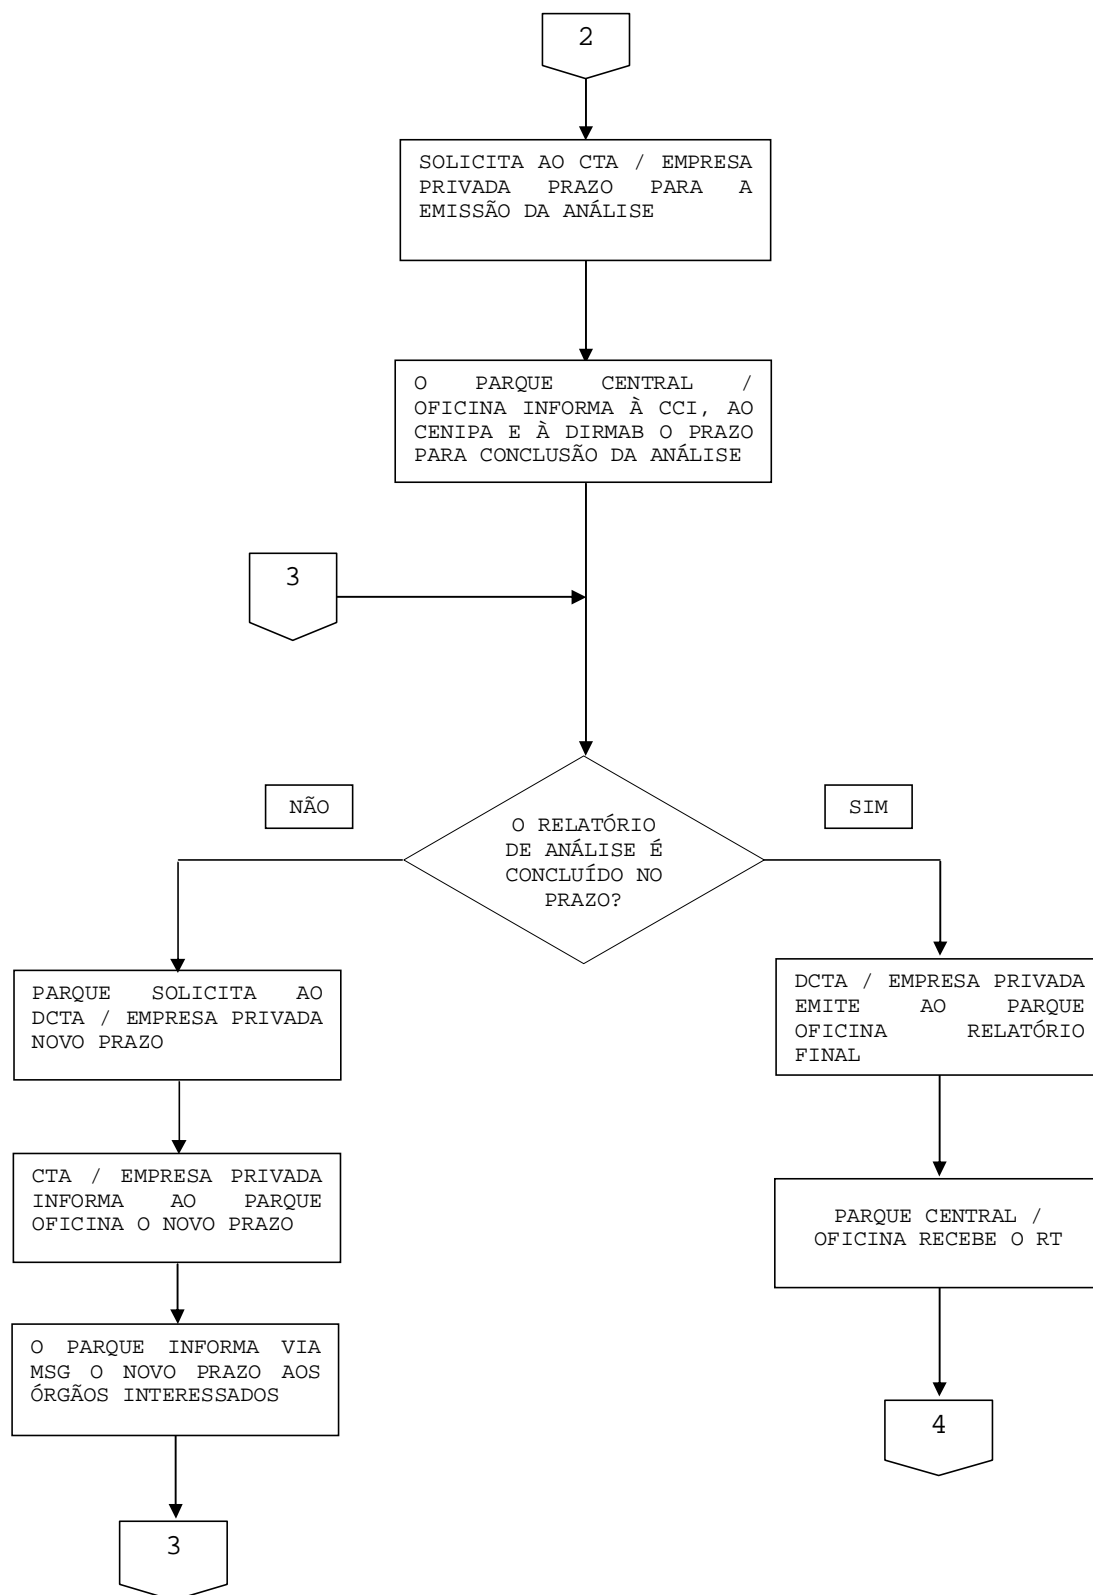 2
SOLICITA AO CTA / EMPRESA
PRIVADA PRAZO PARA A
EMISSÃO DA ANÁLISE
O PARQUE CENTRAL /
OFICINA INFORMA À CCI, AO
CENIPA E À DIRMAB O PRAZO
PARA CONCLUSÃO DA ANÁLISE
3
NÃO
SIM
O RELATÓRIO
DE ANÁLISE É
CONCLUÍDO NO
PRAZO?
PARQUE SOLICITA AO
DCTA / EMPRESA PRIVADA
NOVO PRAZO
DCTA / EMPRESA PRIVADA
EMITE AO PARQUE
OFICINA RELATÓRIO
FINAL
CTA / EMPRESA PRIVADA
INFORMA AO PARQUE
OFICINA O NOVO PRAZO
PARQUE CENTRAL /
OFICINA RECEBE O RT
O PARQUE INFORMA VIA
MSG O NOVO PRAZO AOS
ÓRGÃOS INTERESSADOS
4
3